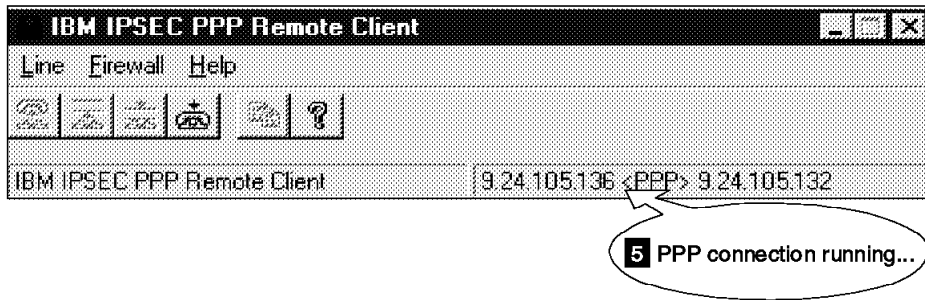 IBM IPSEC PPP Remote Client
Line Firewall Help
IBM IPSEC PPP Remote Client
9.24.105.136 <PPP> 9.24.105.132
5 PPP connection running...